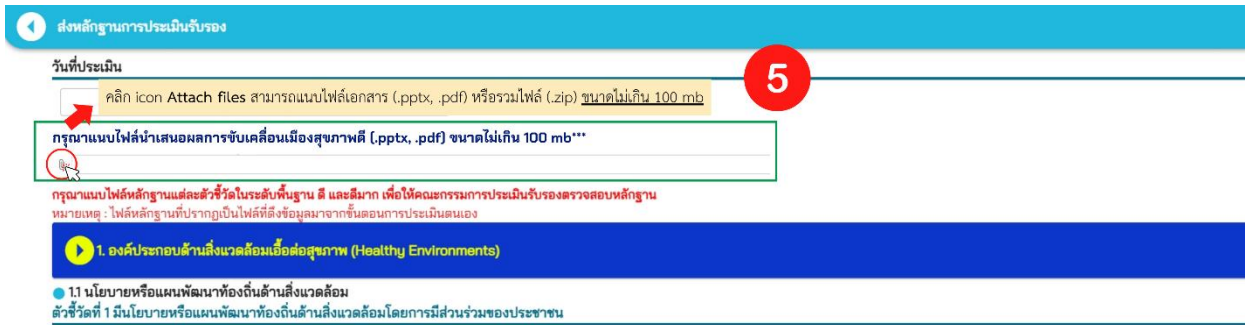 ส่งหลักฐานการประเมินรับรอง
วันที่ประเมิน
5
คลิก icon Attach files สามารถแนบไฟล์เอกสาร (.pptx, .pdf) หรือรวมไฟล์ (.zip) ขนาดไม่เกิน 100 mb
กรุณาแนบไฟล์นำเสนอผลการขับเคลื่อนเมืองสุขภาพดี (.pptx, .pdf) ขนาดไม่เกิน 100 mb***
กรุณาแนบไฟล์หลักฐานแต่ละตัวชี้วัดในระดับพื้นฐาน ดี และดีมาก เพื่อให้คณะกรรมการประเมินรับรองตรวจสอบหลักฐาน
หมายเหตุ : ไฟล์หลักฐานที่ปรากฏเป็นไฟล์ที่ดึงข้อมูลมาจากขั้นตอนการประเมินตนเอง
1. องค์ประกอบด้านสิ่งแวดล้อมเอื้อต่อสุขภาพ (Healthy Environments)
1.1 นโยบายหรือแผนพัฒนาท้องถิ่นด้านสิ่งแวดล้อม
ตัวชี้วัดที่ 1 มีนโยบายหรือแผนพัฒนาท้องถิ่นด้านสิ่งแวดล้อมโดยการมีส่วนร่วมของประชาชน